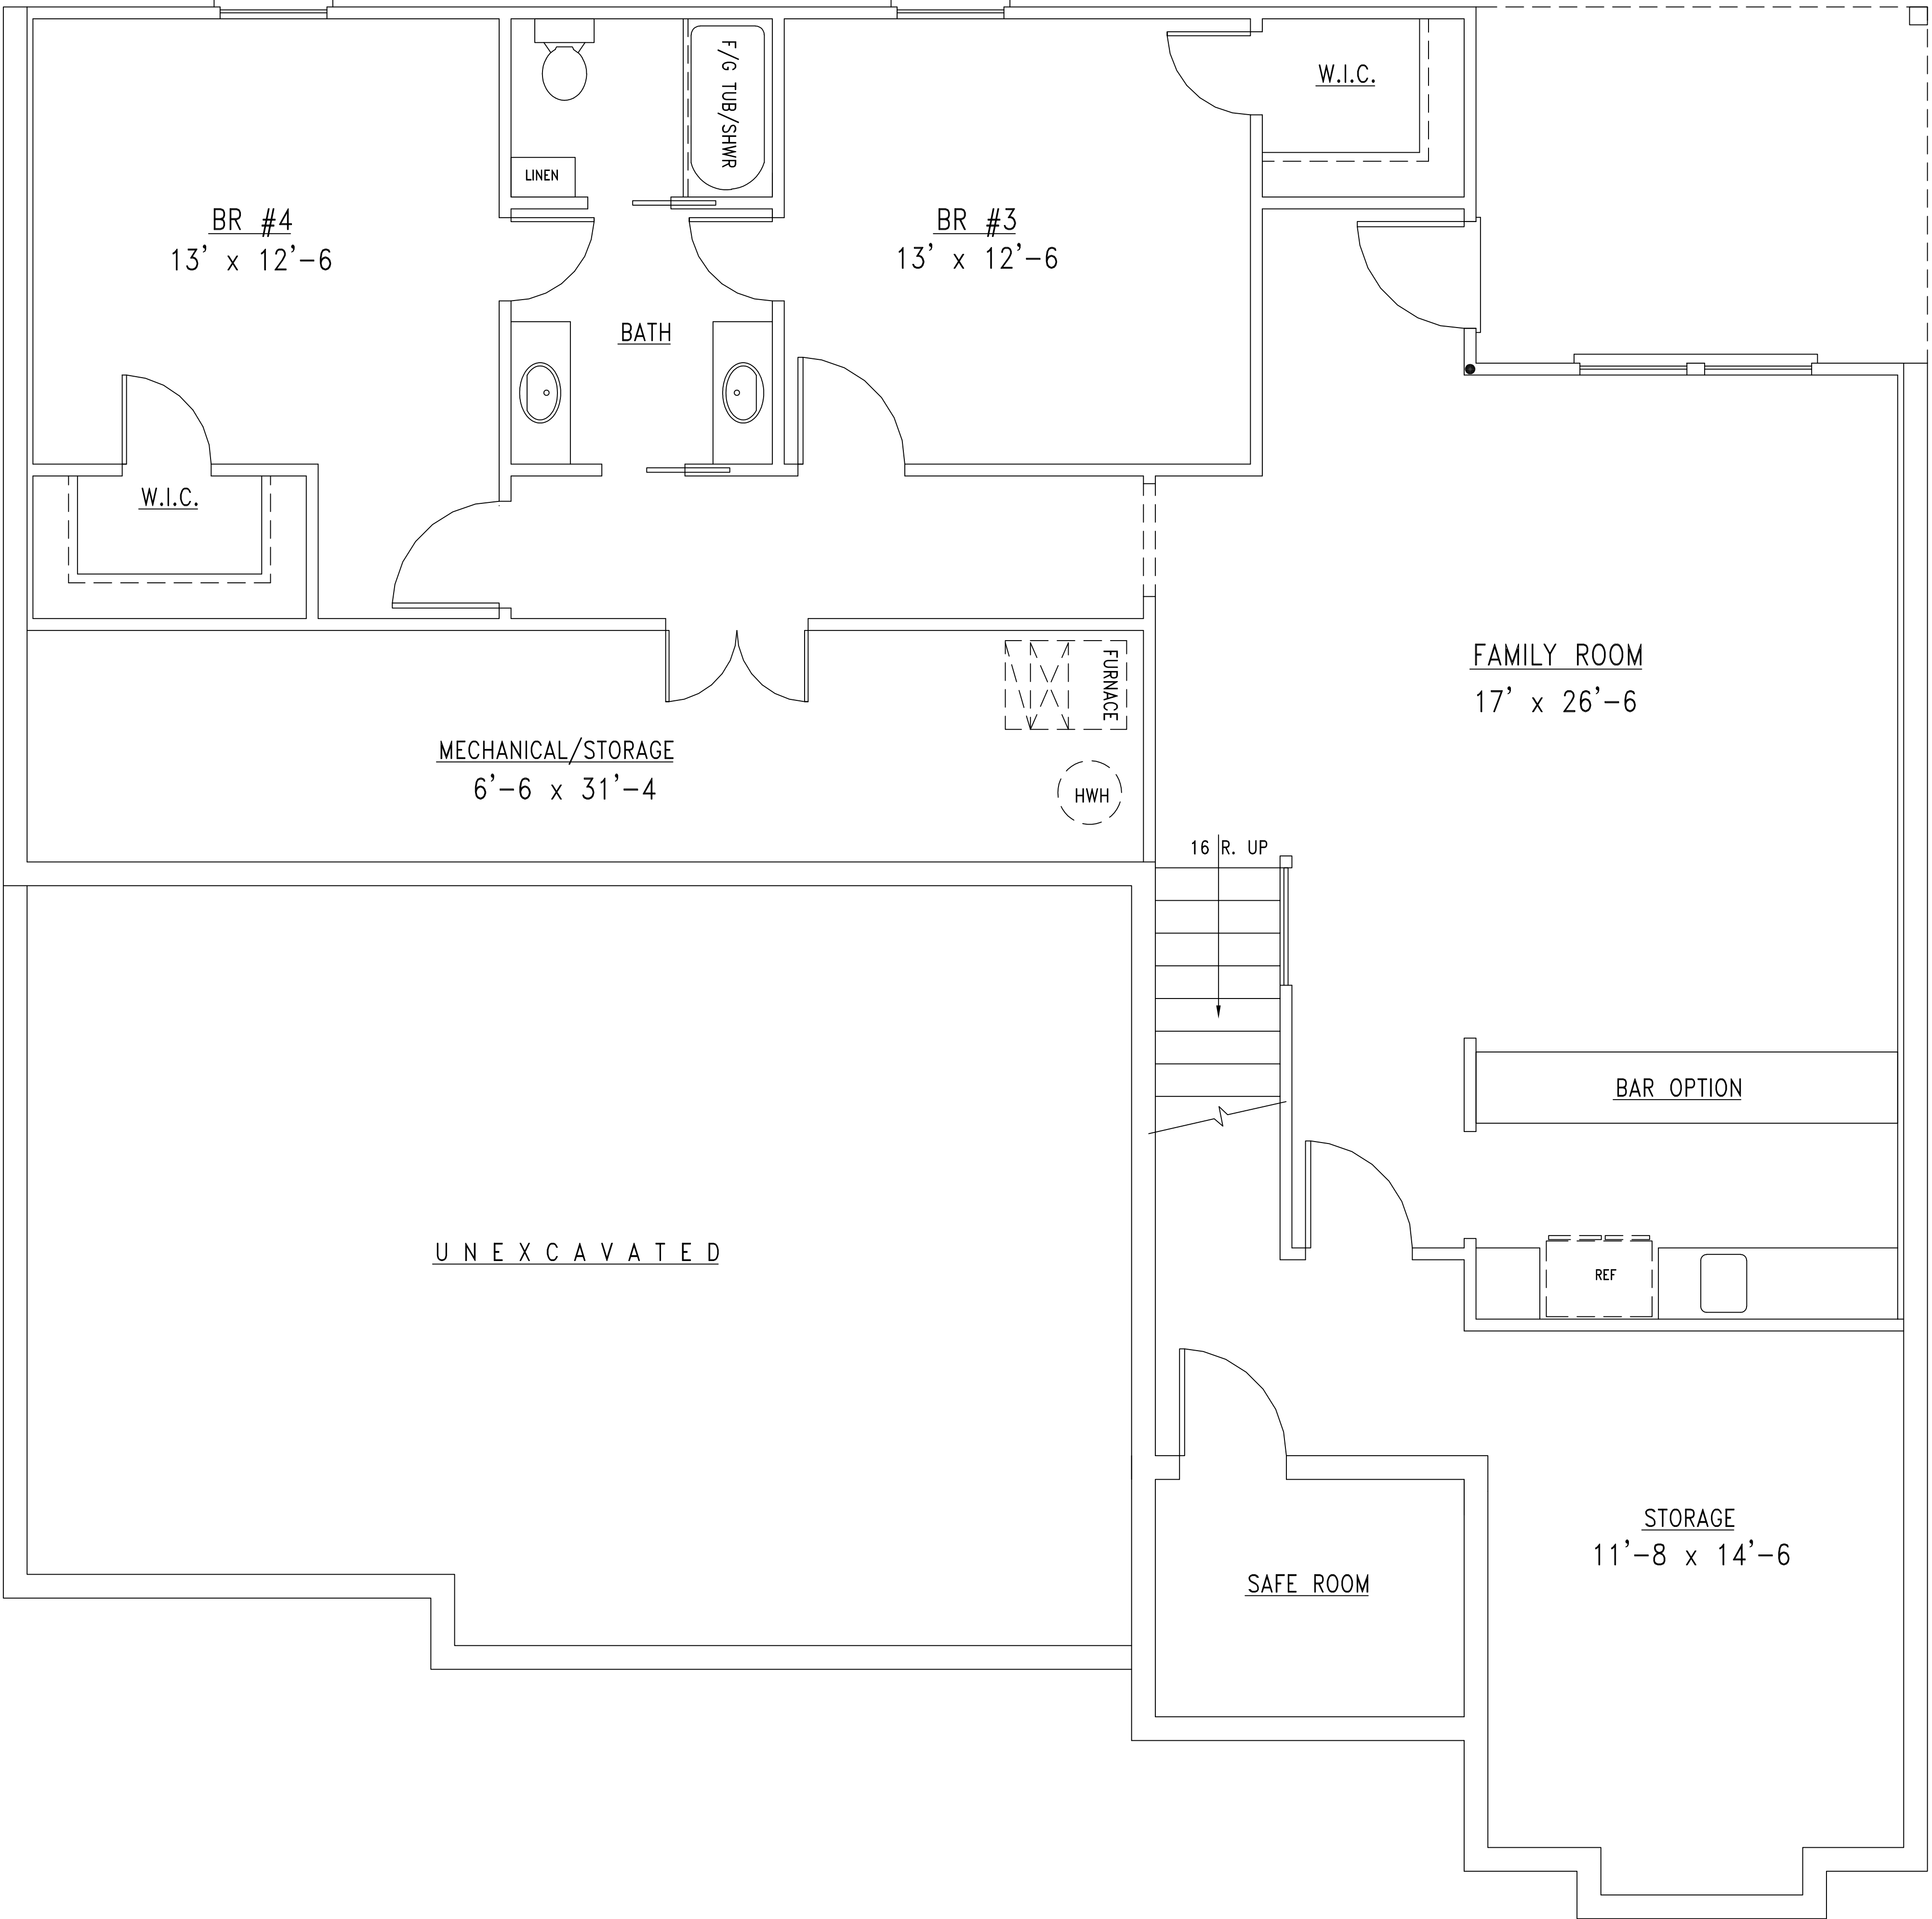 F/G TUB/SHWR
W.I.C.
LINEN
BR #4
13' x 12'-6
BR #3
13' x 12'-6
BATH
W.I.C.
FAMILY ROOM
17' x 26'-6
FURNACE
MECHANICAL/STORAGE
6'-6 x 31'-4
HWH
16 R. UP
BAR OPTION
UNEXCAVATED
REF
STORAGE
11'-8 x 14'-6
SAFE ROOM